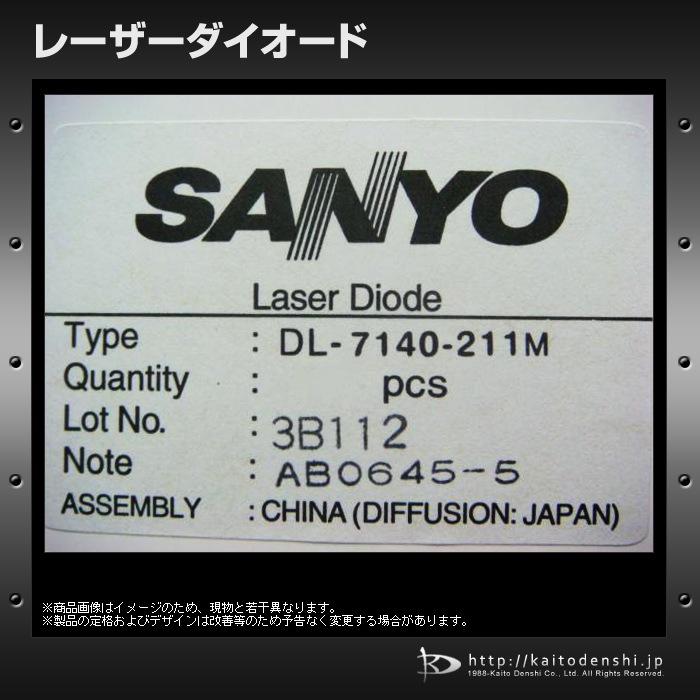 レーザーダイオード
SANYO
Laser Diode
Type : DL-7140-211M
Quantity : pcs
Lot No. : 3B112
Note : AB0645-5
ASSEMBLY : CHINA (DIFFUSION: JAPAN)
※商品画像はイメージのため、現物と若干異なります。
※製品の定格およびデザインは改善等のため予告なく変更する場合があります。
http://kaitodenshi.jp
1988-Kaito Denshi Co., Ltd. All Rights Reserved.